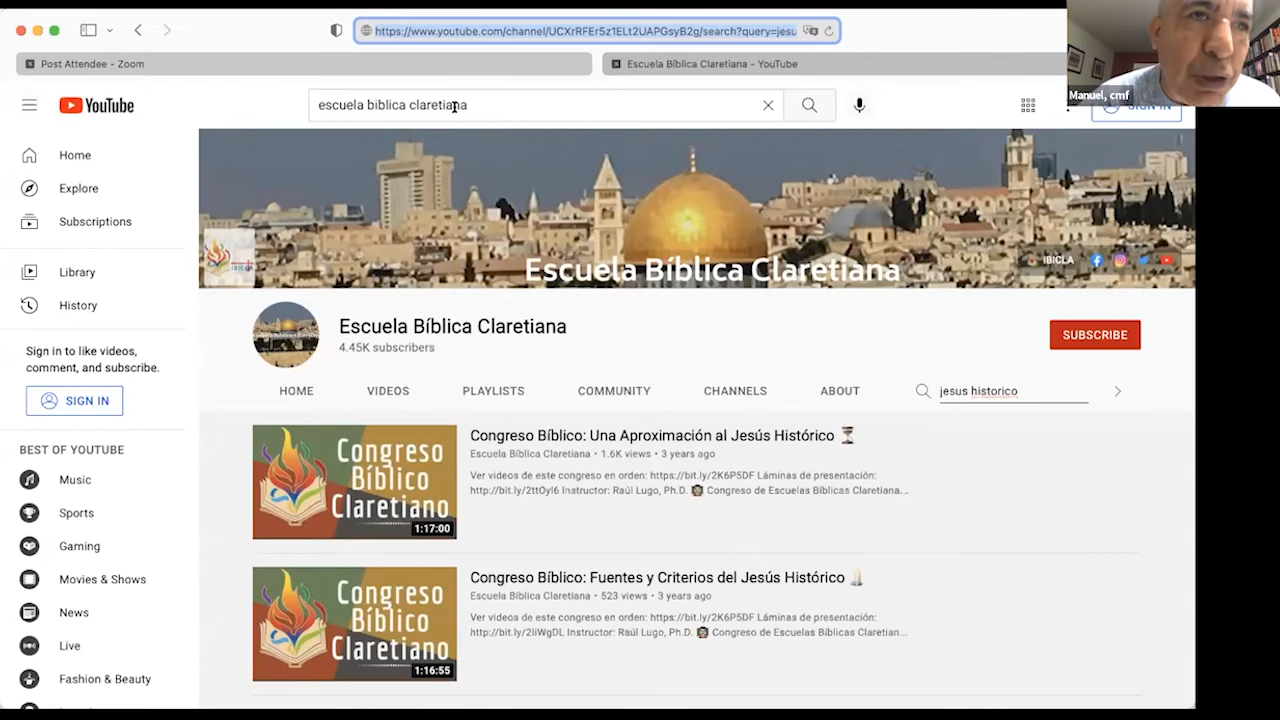 https://www.youtube.com/channel/UCXrRFEr5z1ELt2UAPGsyB2g/search?query=jesu
Post Attendee - Zoom
Escuela Bíblica Claretiana - YouTube
Manuel, cmf
YouTube
escuela biblica claretiana
SIGN IN
Home
Explore
Subscriptions
Library
History
Sign in to like videos,
comment, and subscribe.
SIGN IN
BEST OF YOUTUBE
Music
Sports
Gaming
Movies & Shows
News
Live
Fashion & Beauty
Escuela Bíblica Claretiana
IBICLA
Escuela Bíblica Claretiana
4.45K subscribers
SUBSCRIBE
HOME
VIDEOS
PLAYLISTS
COMMUNITY
CHANNELS
ABOUT
jesus historico
Congreso
Bíblico
Claretiano
1:17:00
Congreso Bíblico: Una Aproximación al Jesús Histórico
Escuela Bíblica Claretiana • 1.6K views • 3 years ago
Ver videos de este congreso en orden: https://bit.ly/2K6P5DF Láminas de presentación:
http://bit.ly/2ttOyl6 Instructor: Raúl Lugo, Ph.D. Congreso de Escuelas Bíblicas Claretiana...
Congreso
Bíblico
Claretiano
1:16:55
Congreso Bíblico: Fuentes y Criterios del Jesús Histórico
Escuela Bíblica Claretiana • 523 views • 3 years ago
Ver videos de este congreso en orden: https://bit.ly/2K6P5DF Láminas de presentación:
http://bit.ly/2IiWgDL Instructor: Raúl Lugo, Ph.D. Congreso de Escuelas Bíblicas Claretian...